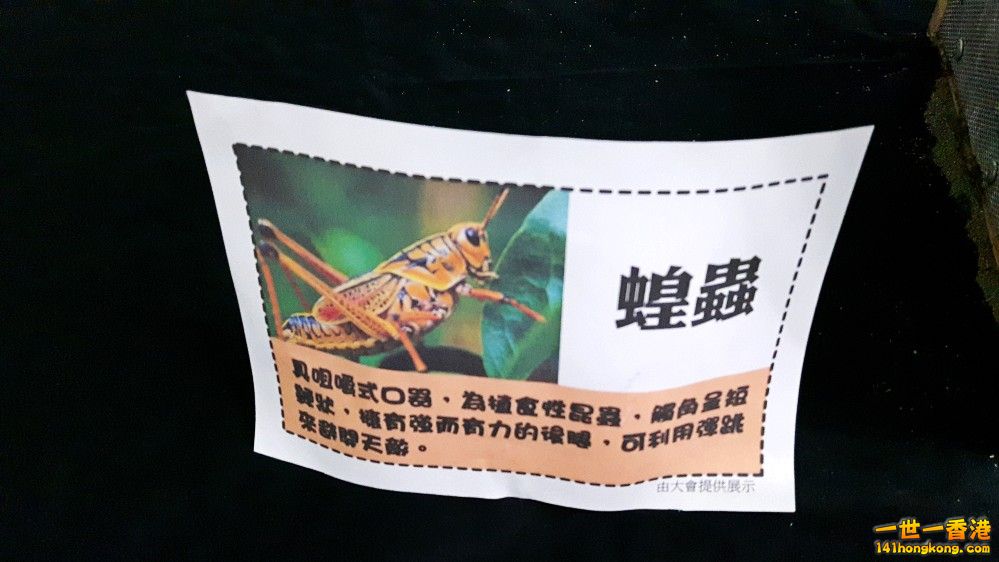 蝗蟲
具咀嚼式口器，為植食性昆蟲，觸角呈短
鞭狀，擁有強而有力的後腿，可利用彈跳
來避開天敵。
由大會提供展示
一世一香港
141hongkong.com